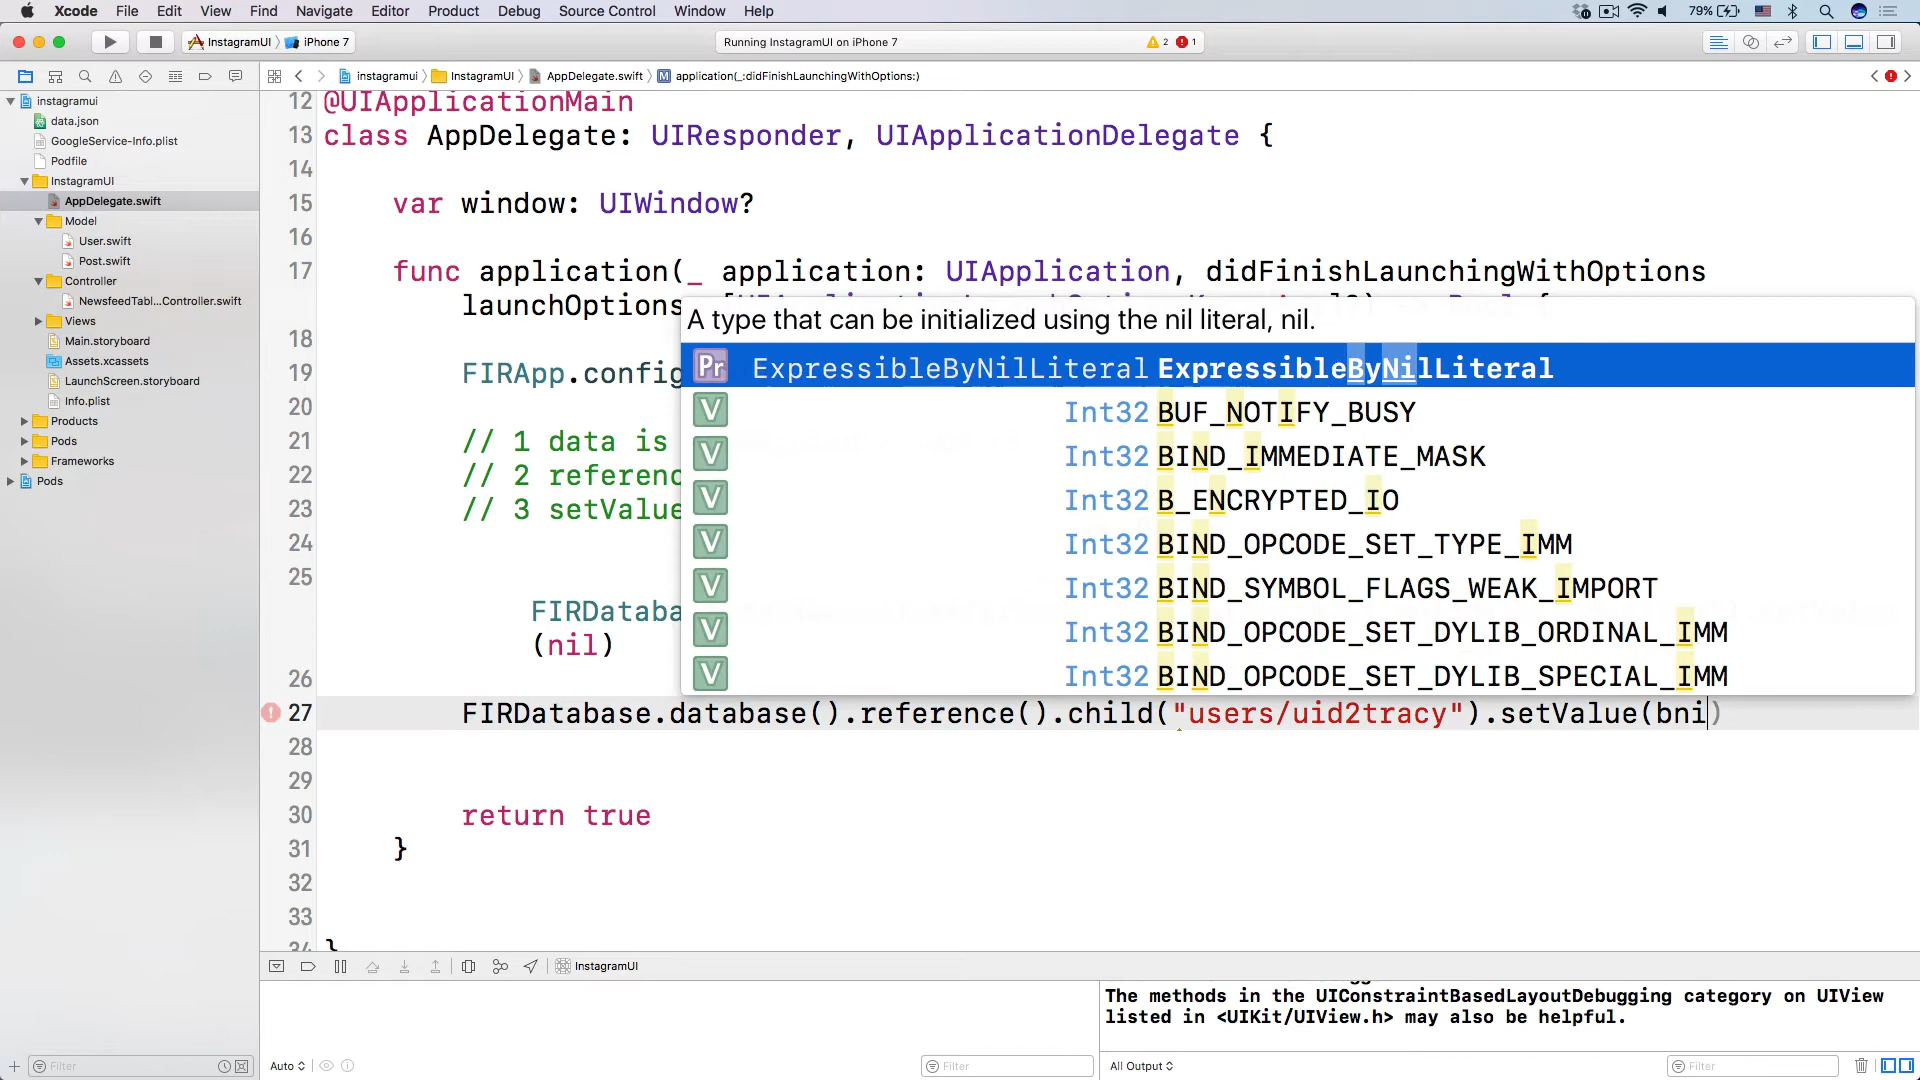 Xcode File Edit View Find Navigate Editor Product Debug Source Control Window Help 79%
InstagramUI iPhone 7 Running InstagramUI on iPhone 7 2 1
instagramui InstagramUI AppDelegate.swift application(_:didFinishLaunchingWithOptions:)
instagramui
data.json
GoogleService-Info.plist
Podfile
InstagramUI
AppDelegate.swift
Model
User.swift
Post.swift
Controller
NewsfeedTabl...Controller.swift
Views
Main.storyboard
Assets.xcassets
LaunchScreen.storyboard
Info.plist
Products
Pods
Frameworks
Pods
Filter
12 @UIApplicationMain
13 class AppDelegate: UIResponder, UIApplicationDelegate {
14
15 var window: UIWindow?
16
17 func application(_ application: UIApplication, didFinishLaunchingWithOptions
launchOptions
18
19 FIRApp.config
20
21 // 1 data is
22 // 2 referenc
23 // 3 setValue
24
25
FIRDataba
(nil)
26
27 FIRDatabase.database().reference().child("users/uid2tracy").setValue(bni)
28
29
30 return true
31 }
32
33
34 }
A type that can be initialized using the nil literal, nil.
Pr ExpressibleByNilLiteral ExpressibleByNilLiteral
V Int32 BUF_NOTIFY_BUSY
V Int32 BIND_IMMEDIATE_MASK
V Int32 B_ENCRYPTED_IO
V Int32 BIND_OPCODE_SET_TYPE_IMM
V Int32 BIND_SYMBOL_FLAGS_WEAK_IMPORT
V Int32 BIND_OPCODE_SET_DYLIB_ORDINAL_IMM
V Int32 BIND_OPCODE_SET_DYLIB_SPECIAL_IMM
InstagramUI
The methods in the UIConstraintBasedLayoutDebugging category on UIView
listed in <UIKit/UIView.h> may also be helpful.
Auto Filter All Output Filter